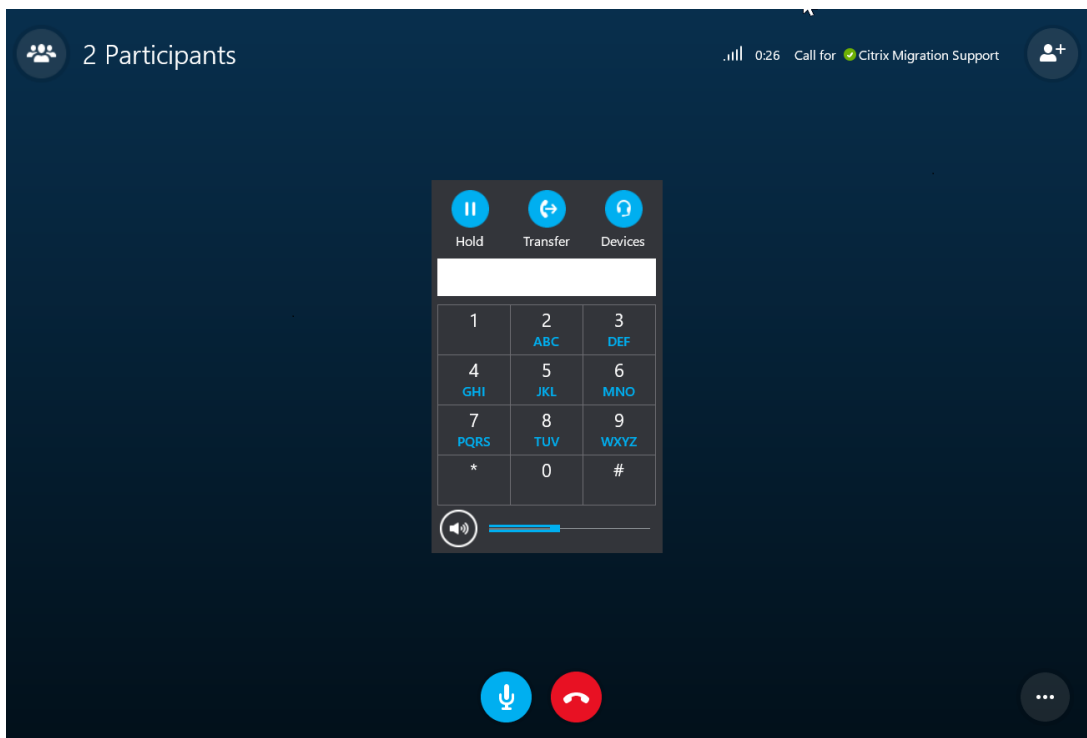 2 Participants
0:26 Call for Citrix Migration Support
Hold Transfer Devices
1 2 3
ABC DEF
4 5 6
GHI JKL MNO
7 8 9
PQRS TUV WXYZ
* 0 #